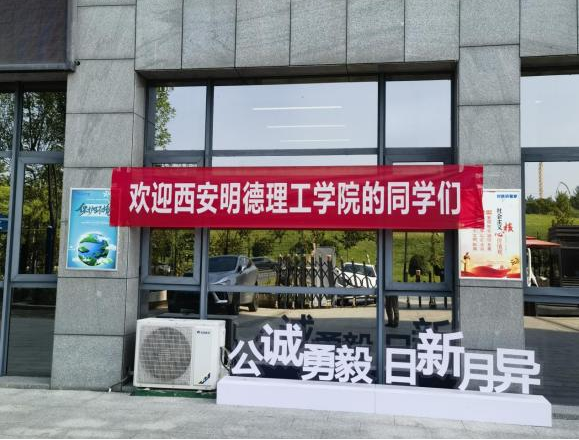 欢迎西安明德理工学院的同学们
公诚勇毅 日新月异